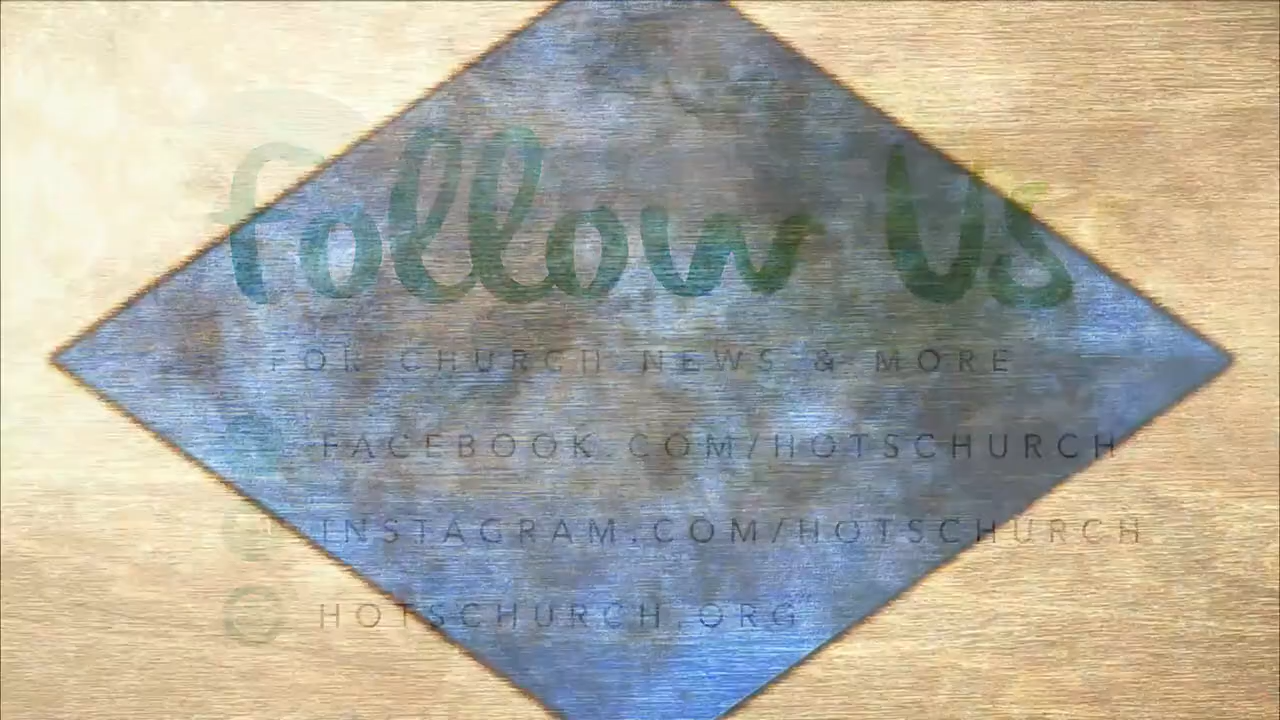 Follow Us
FOR CHURCH NEWS & MORE
FACEBOOK.COM/HOTSCHURCH
INSTAGRAM.COM/HOTSCHURCH
HOTSCHURCH.ORG